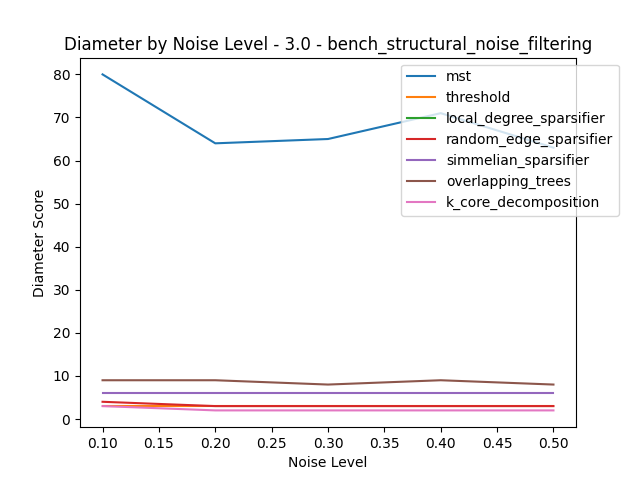 Diameter by Noise Level - 3.0 - bench_structural_noise_filtering
mst
threshold
local_degree_sparsifier
random_edge_sparsifier
simmelian_sparsifier
overlapping_trees
k_core_decomposition
Diameter Score
80
70
60
50
40
30
20
10
0
0.10 0.15 0.20 0.25 0.30 0.35 0.40 0.45 0.50
Noise Level